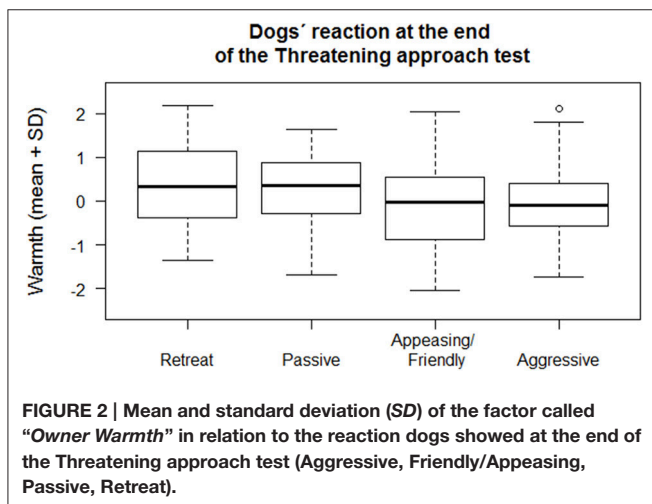 Dogs´ reaction at the end
of the Threatening approach test
Warmth (mean + SD)
2
1
0
-1
-2
Retreat
Passive
Appeasing/
Friendly
Aggressive
FIGURE 2 | Mean and standard deviation (SD) of the factor called
“Owner Warmth” in relation to the reaction dogs showed at the end of
the Threatening approach test (Aggressive, Friendly/Appeasing,
Passive, Retreat).